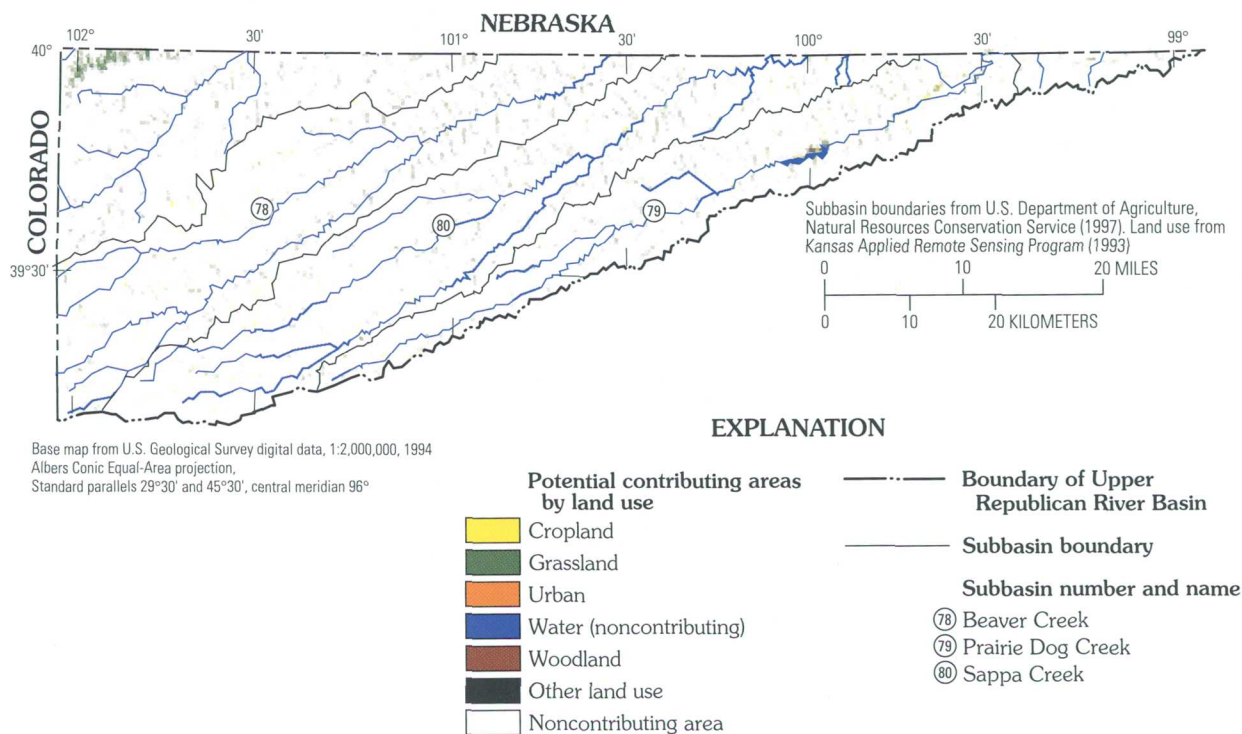 NEBRASKA
102°
30'
101°
30'
100°
30'
99°
40°
COLORADO
39°30'
78
80
79
Subbasin boundaries from U.S. Department of Agriculture,
Natural Resources Conservation Service (1997). Land use from
Kansas Applied Remote Sensing Program (1993)
0 10 20 MILES
0 10 20 KILOMETERS
Base map from U.S. Geological Survey digital data, 1:2,000,000, 1994
Albers Conic Equal-Area projection,
Standard parallels 29°30' and 45°30', central meridian 96°
EXPLANATION
Potential contributing areas
by land use
Cropland
Grassland
Urban
Water (noncontributing)
Woodland
Other land use
Noncontributing area
Boundary of Upper
Republican River Basin
Subbasin boundary
Subbasin number and name
78 Beaver Creek
79 Prairie Dog Creek
80 Sappa Creek